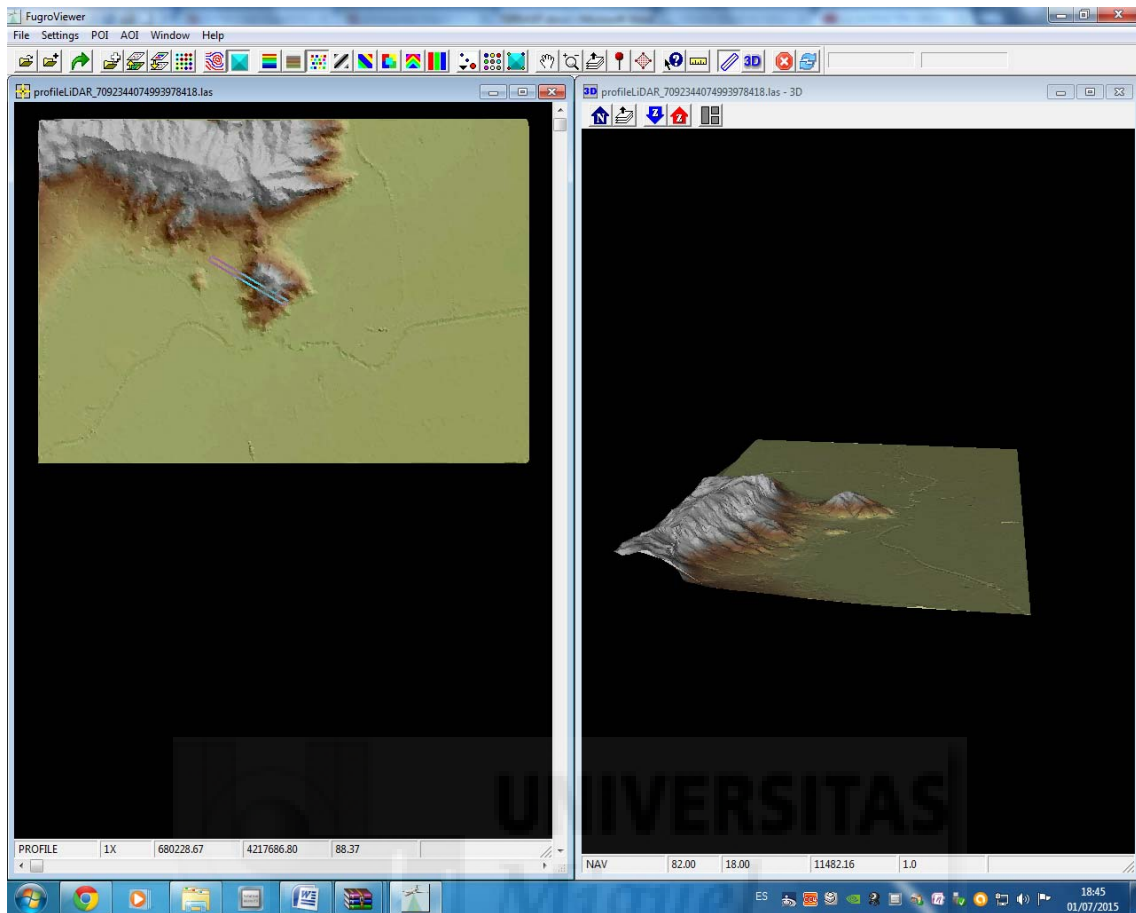 FugroViewer
File Settings POI AOI Window Help
3D
profileLiDAR_7092344074993978418.las
3D profileLiDAR_7092344074993978418.las - 3D
N Z Z
PROFILE 1X 680228.67 4217686.80 88.37
NAV 82.00 18.00 11482.16 1.0
UNIVERSITAS
Miguel
ES 18:45
01/07/2015